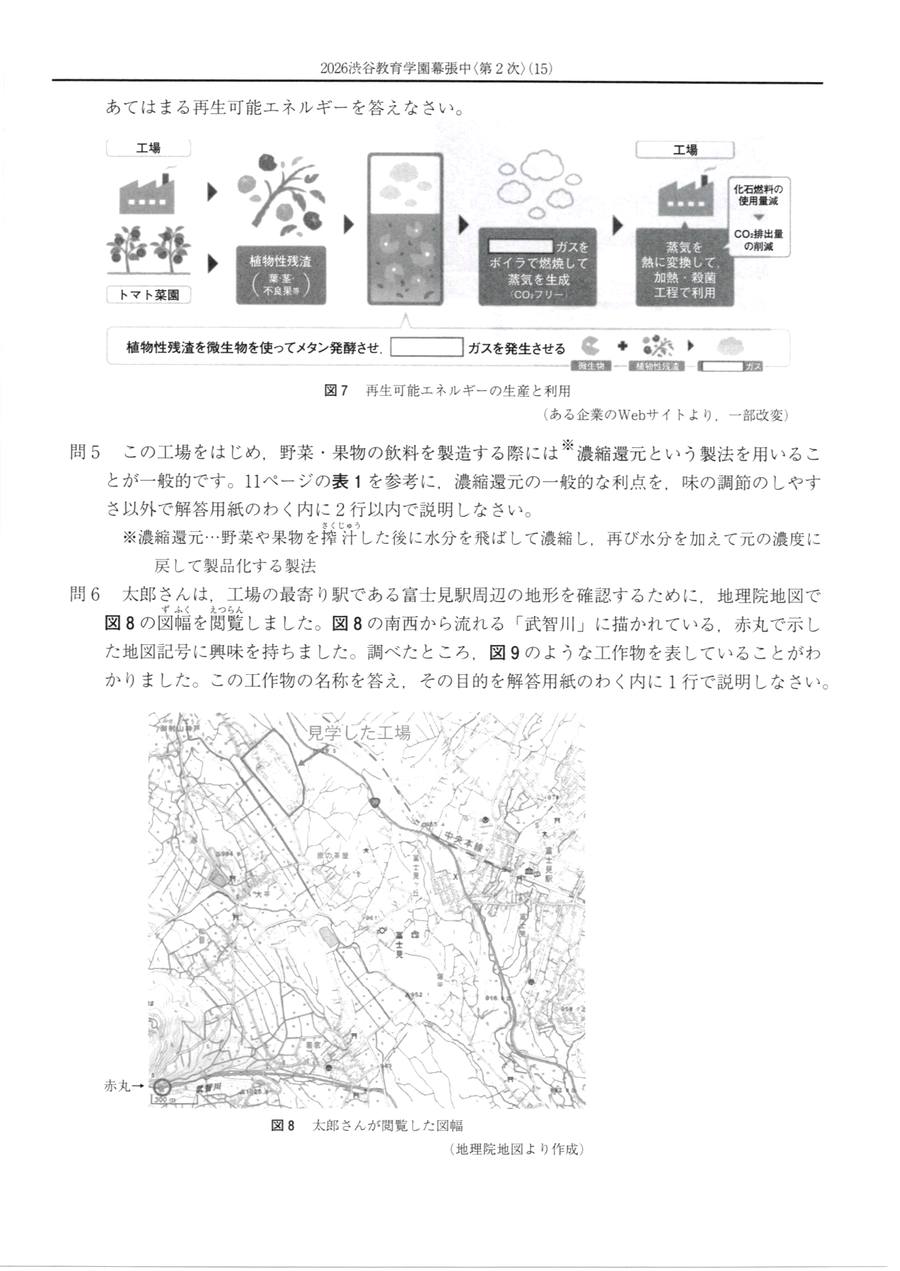 2026渋谷教育学園幕張中〈第2次〉(15)
あてはまる再生可能エネルギーを答えなさい。
工場
トマト菜園
植物性残渣
(葉・茎・不良果等)
ガスを
ボイラで燃焼して
蒸気を生成
(CO₂フリー)
工場
蒸気を
熱に変換して,
加熱・殺菌
工程で利用
化石燃料の
使用量減
CO₂排出量
の削減
植物性残渣を微生物を使ってメタン発酵させ, ガスを発生させる
微生物
植物性残渣
ガス
図7 再生可能エネルギーの生産と利用
(ある企業のWebサイトより,一部改変)
問5 この工場をはじめ,野菜・果物の飲料を製造する際には※濃縮還元という製法を用いるこ
とが一般的です。11ページの表1を参考に,濃縮還元の一般的な利点を,味の調節のしやす
さ以外で解答用紙のわく内に2行以内で説明しなさい。
さくじゅう
※濃縮還元…野菜や果物を搾汁した後に水分を飛ばして濃縮し,再び水分を加えて元の濃度に
戻して製品化する製法
問6 太郎さんは,工場の最寄り駅である富士見駅周辺の地形を確認するために,地理院地図で
ずふく えつらん
図8の図幅を閲覧しました。図8の南西から流れる「武智川」に描かれている,赤丸で示し
た地図記号に興味を持ちました。調べたところ,図9のような工作物を表していることがわ
かりました。この工作物の名称を答え,その目的を解答用紙のわく内に1行で説明しなさい。
見学した工場
中央本線
富士見駅
富士見
武智川
赤丸→
300 m
図8 太郎さんが閲覧した図幅
(地理院地図より作成)